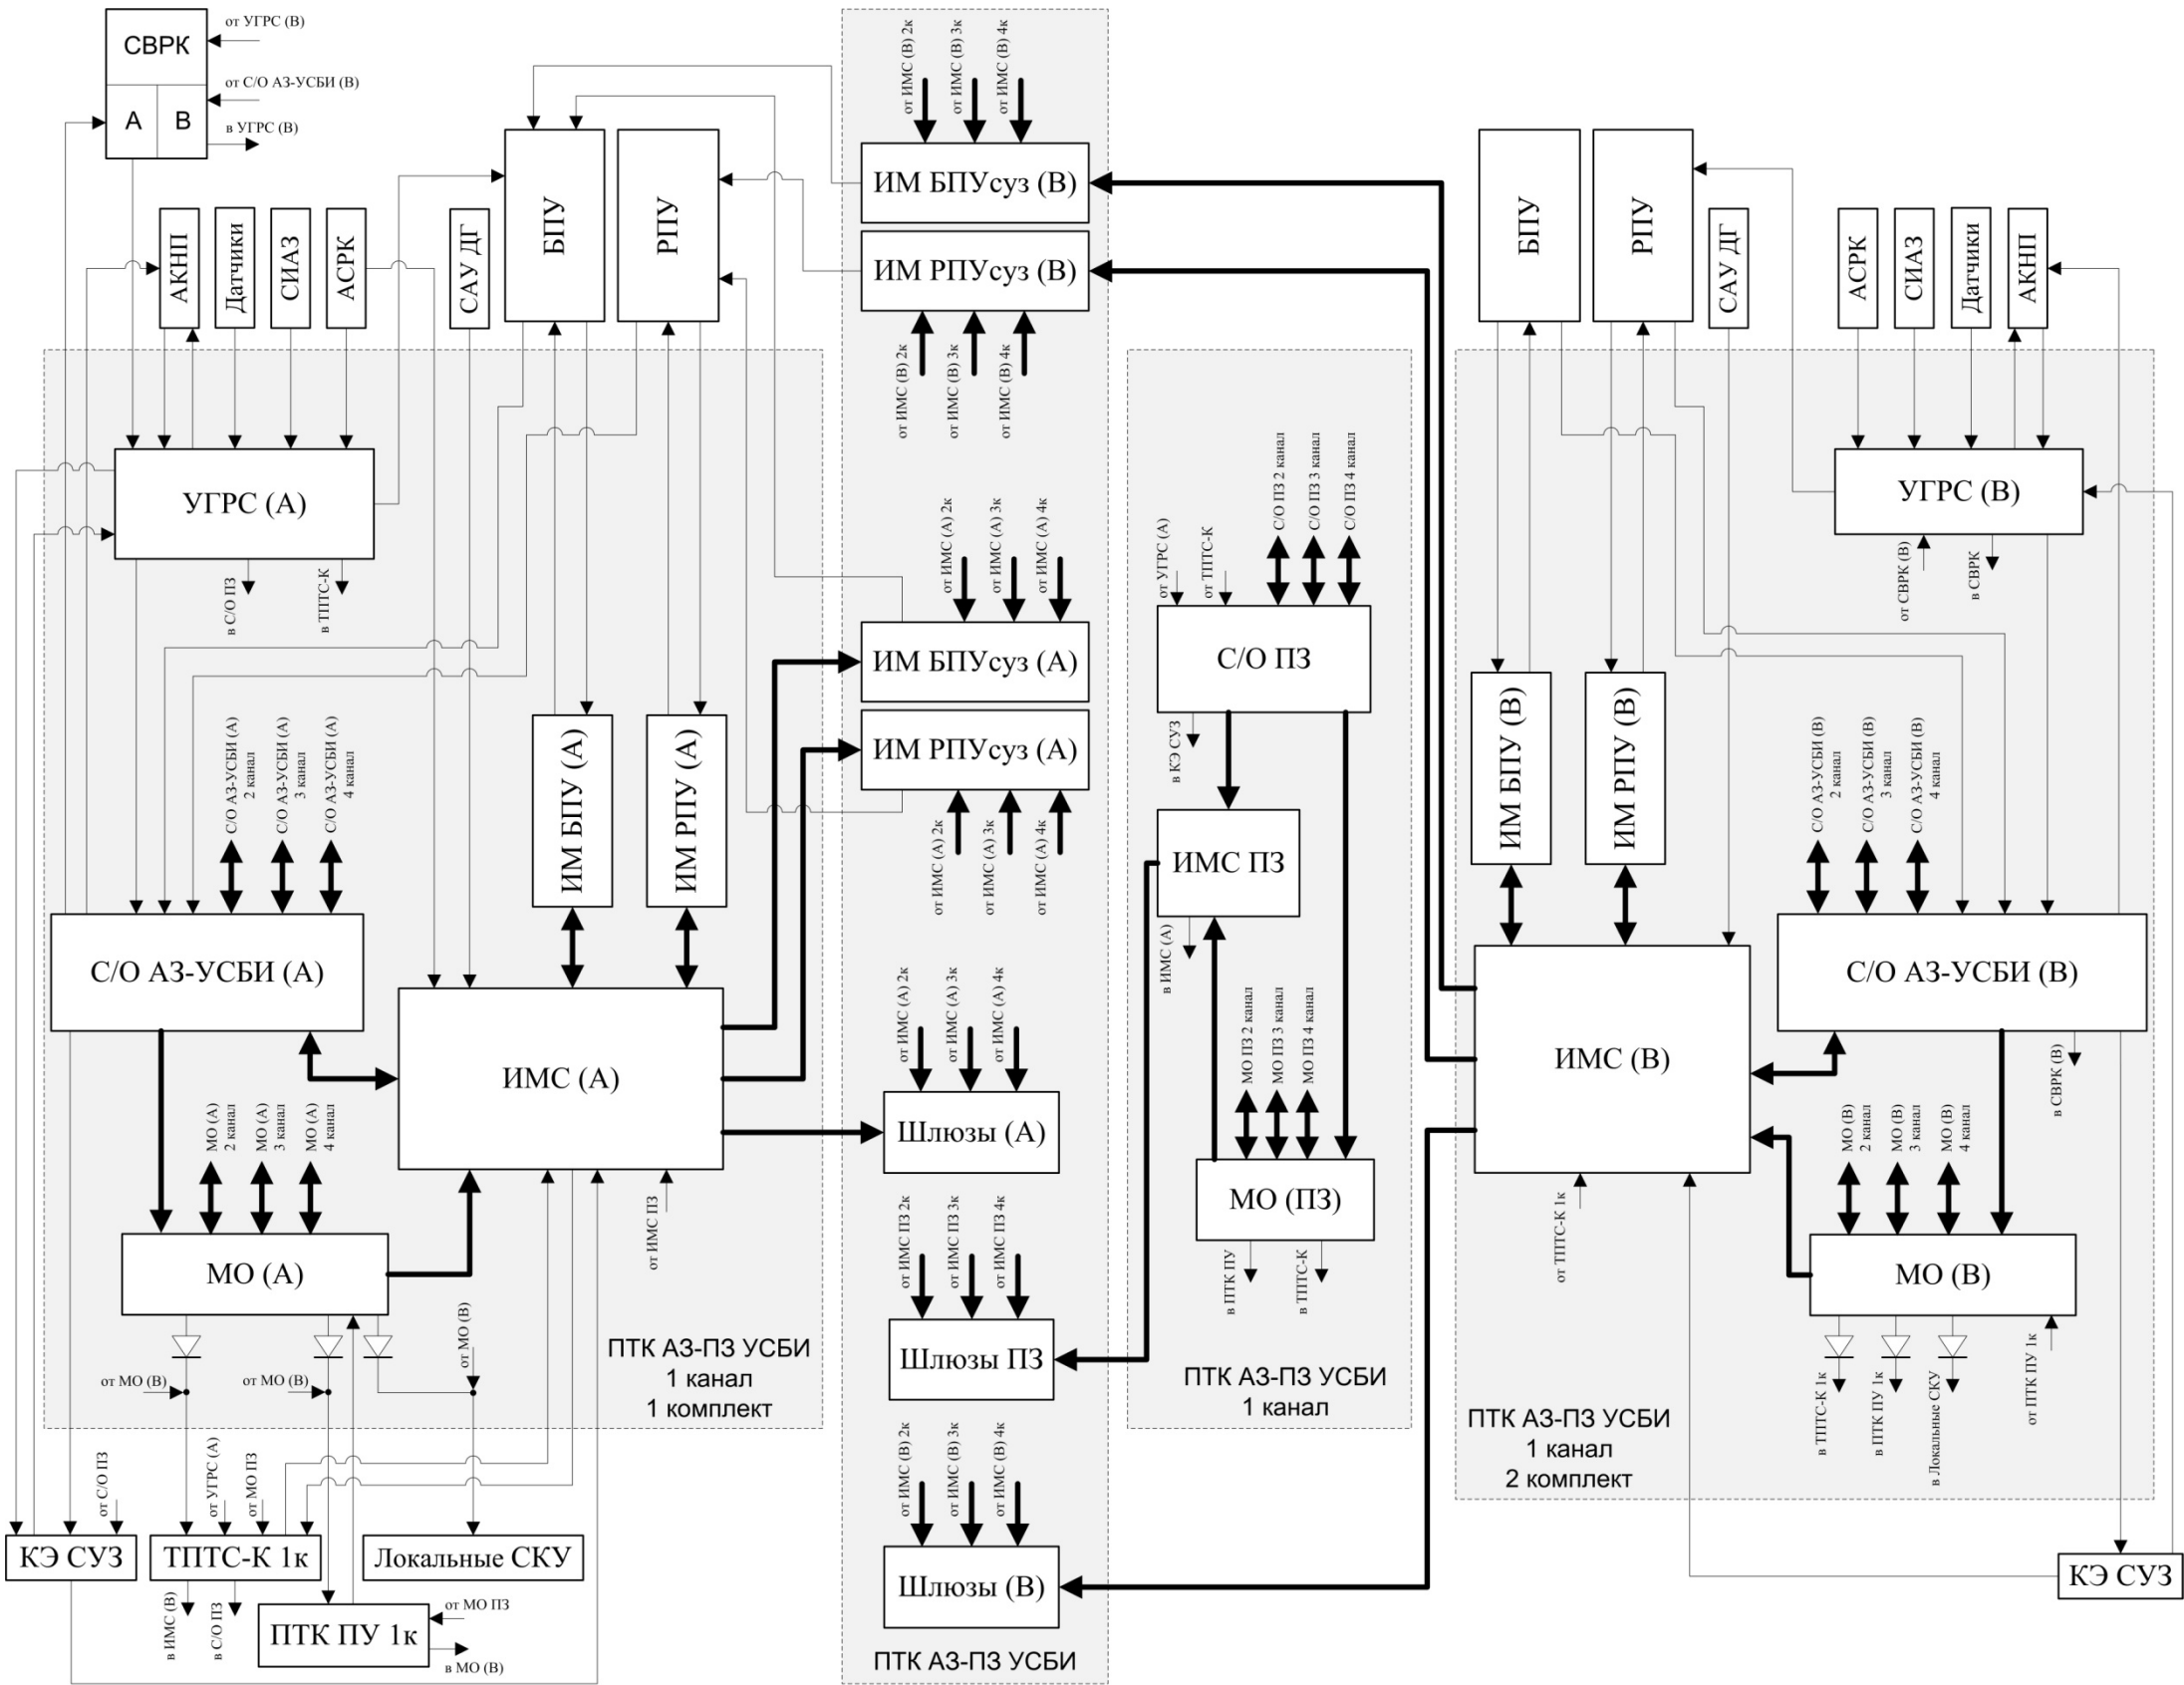 СВРК
А
В
от УГРС (В)
от С/О АЗ-УСБИ (В)
в УГРС (В)
АКНП
Датчики
СИАЗ
АСРК
САУ ДГ
БПУ
РПУ
УГРС (А)
в С/О ПЗ
в ТПТС-К
С/О АЗ-УСБИ (А)
2 канал
С/О АЗ-УСБИ (А)
3 канал
С/О АЗ-УСБИ (А)
4 канал
ИМ БПУ (А)
ИМ РПУ (А)
С/О АЗ-УСБИ (А)
ИМС (А)
МО (А)
2 канал
МО (А)
3 канал
МО (А)
4 канал
от ИМС ПЗ
МО (А)
от МО (В)
от МО (В)
от МО (В)
ПТК АЗ-ПЗ УСБИ
1 канал
1 комплект
от С/О ПЗ
от УГРС (А)
от МО ПЗ
КЭ СУЗ
ТПТС-К 1к
Локальные СКУ
в ИМС (В)
в С/О ПЗ
ПТК ПУ 1к
от МО ПЗ
в МО (В)
от ИМС (В) 2к
от ИМС (В) 3к
от ИМС (В) 4к
ИМ БПУсуз (В)
ИМ РПУсуз (В)
от ИМС (В) 2к
от ИМС (В) 3к
от ИМС (В) 4к
от ИМС (А) 2к
от ИМС (А) 3к
от ИМС (А) 4к
ИМ БПУсуз (А)
ИМ РПУсуз (А)
от ИМС (А) 2к
от ИМС (А) 3к
от ИМС (А) 4к
от ИМС (А) 2к
от ИМС (А) 3к
от ИМС (А) 4к
Шлюзы (А)
от ИМС ПЗ 2к
от ИМС ПЗ 3к
от ИМС ПЗ 4к
Шлюзы ПЗ
от ИМС (В) 2к
от ИМС (В) 3к
от ИМС (В) 4к
Шлюзы (В)
ПТК АЗ-ПЗ УСБИ
от УГРС (А)
от ТПТС-К
С/О ПЗ 2 канал
С/О ПЗ 3 канал
С/О ПЗ 4 канал
С/О ПЗ
в КЭ СУЗ
ИМС ПЗ
в ИМС (А)
МО ПЗ 2 канал
МО ПЗ 3 канал
МО ПЗ 4 канал
МО (ПЗ)
в ПТК ПУ
в ТПТС-К
ПТК АЗ-ПЗ УСБИ
1 канал
БПУ
РПУ
САУ ДГ
АСРК
СИАЗ
Датчики
АКНП
УГРС (В)
от СВРК (В)
в СВРК
ИМ БПУ (В)
ИМ РПУ (В)
С/О АЗ-УСБИ (В)
2 канал
С/О АЗ-УСБИ (В)
3 канал
С/О АЗ-УСБИ (В)
4 канал
С/О АЗ-УСБИ (В)
ИМС (В)
в СВРК (В)
МО (В)
2 канал
МО (В)
3 канал
МО (В)
4 канал
от ТПТС-К 1к
МО (В)
в ТПТС-К 1к
в ПТК ПУ 1к
в Локальные СКУ
от ПТК ПУ 1к
ПТК АЗ-ПЗ УСБИ
1 канал
2 комплект
КЭ СУЗ